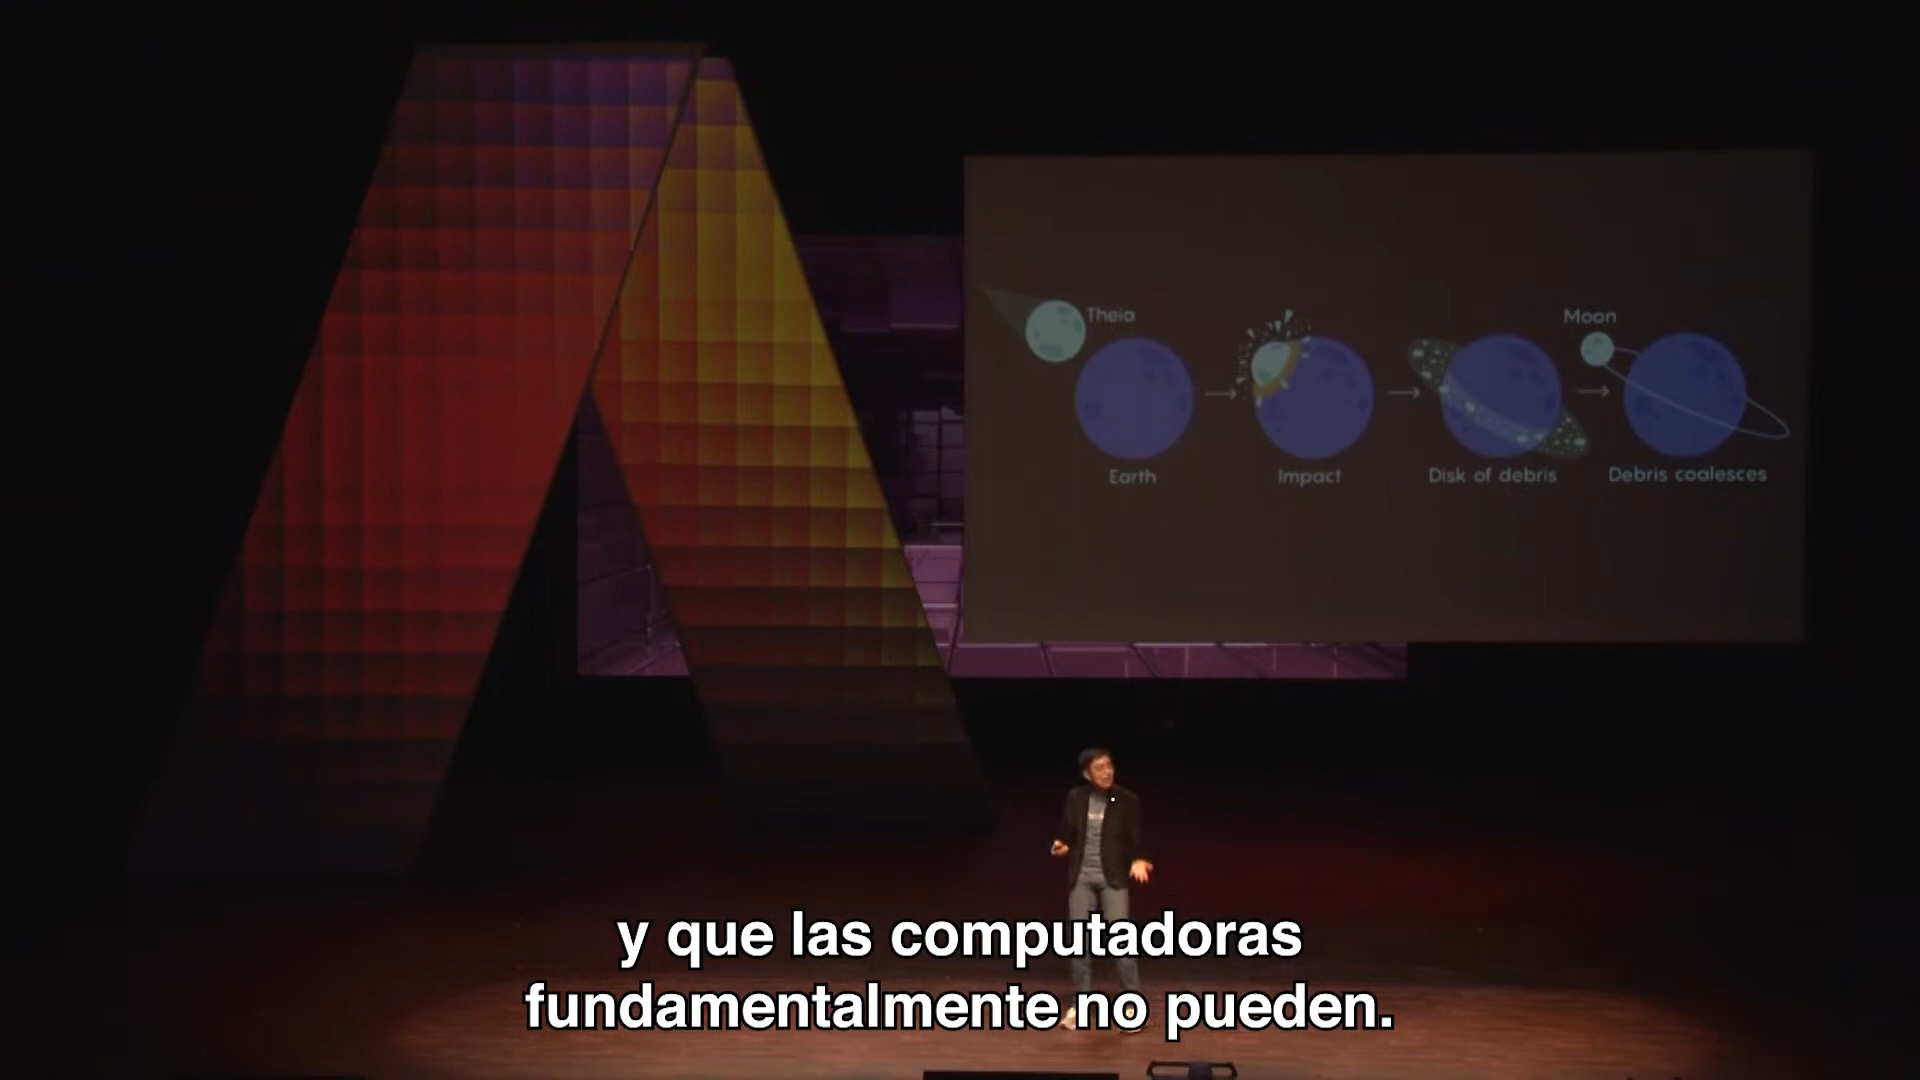 Theia
Moon
Earth
Impact
Disk of debris
Debris coalesces
y que las computadoras
fundamentalmente no pueden.